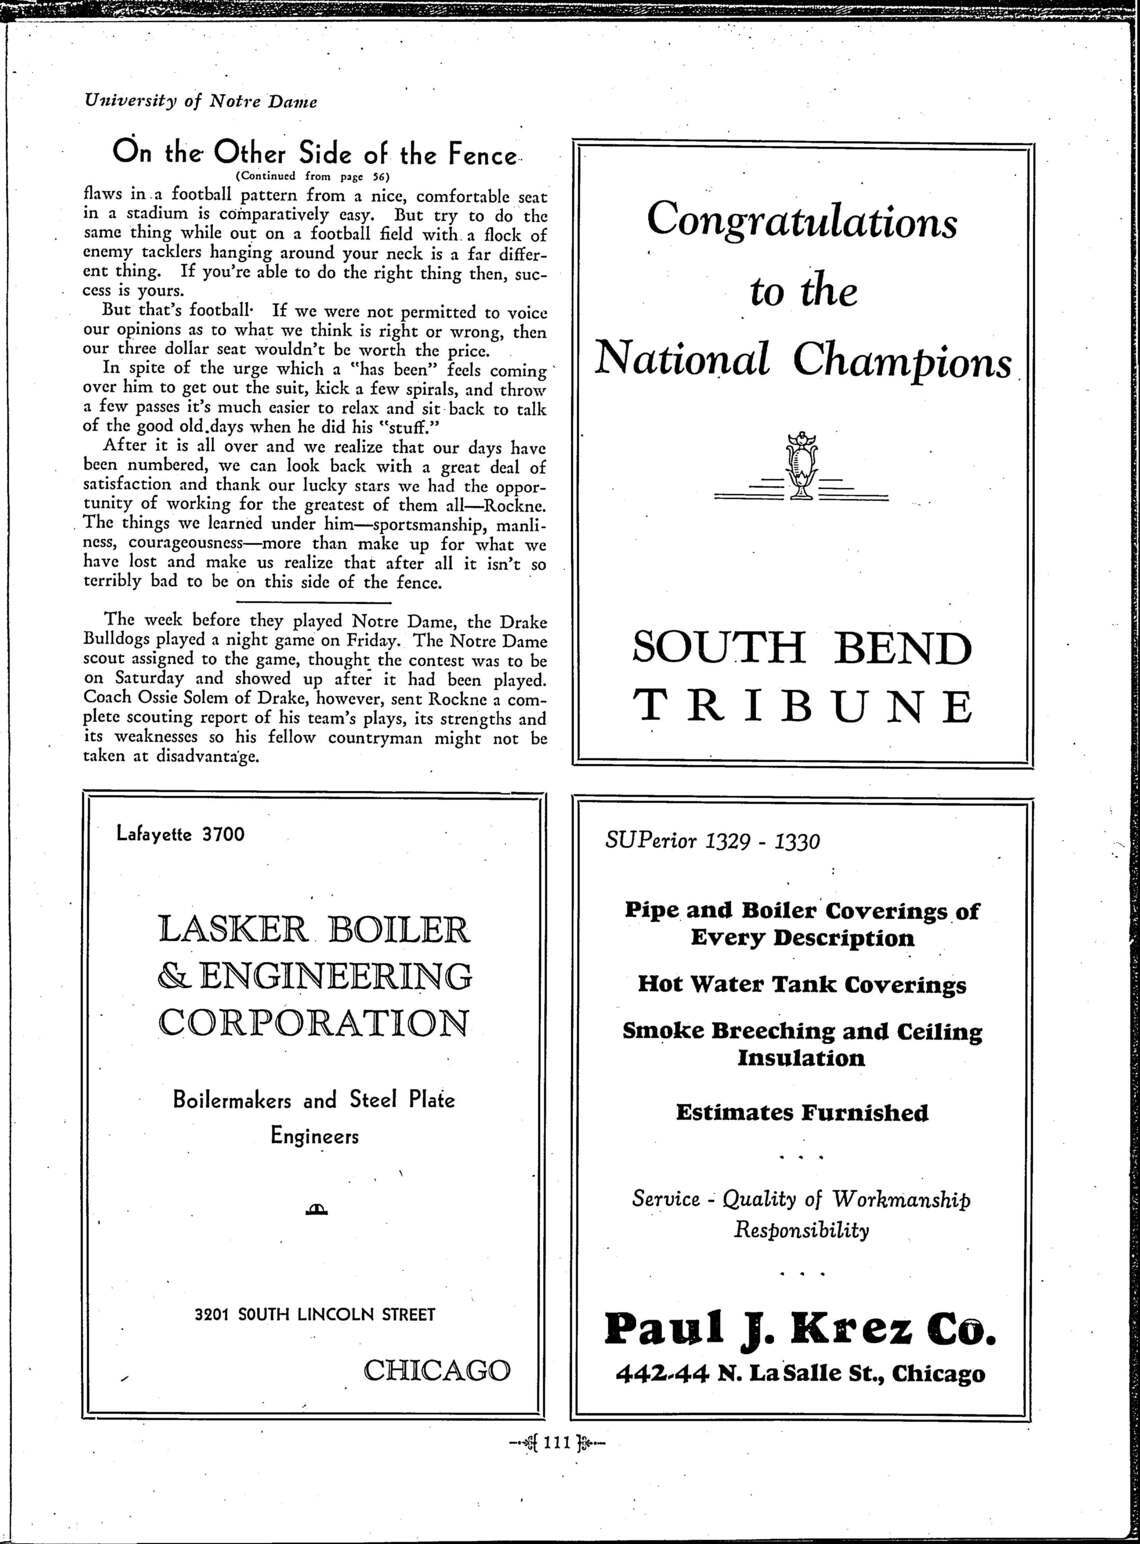 University of Notre Dame
On the Other Side of the Fence
(Continued from page 56)
flaws in a football pattern from a nice, comfortable seat
in a stadium is comparatively easy. But try to do the
same thing while out on a football field with a flock of
enemy tacklers hanging around your neck is a far differ-
ent thing. If you're able to do the right thing then, suc-
cess is yours.
But that's football. If we were not permitted to voice
our opinions as to what we think is right or wrong, then
our three dollar seat wouldn't be worth the price.
In spite of the urge which a "has been" feels coming
over him to get out the suit, kick a few spirals, and throw
a few passes it's much easier to relax and sit back to talk
of the good old days when he did his "stuff."
After it is all over and we realize that our days have
been numbered, we can look back with a great deal of
satisfaction and thank our lucky stars we had the oppor-
tunity of working for the greatest of them all—Rockne.
The things we learned under him—sportsmanship, manli-
ness, courageousness—more than make up for what we
have lost and make us realize that after all it isn't so
terribly bad to be on this side of the fence.
The week before they played Notre Dame, the Drake
Bulldogs played a night game on Friday. The Notre Dame
scout assigned to the game, thought the contest was to be
on Saturday and showed up after it had been played.
Coach Ossie Solem of Drake, however, sent Rockne a com-
plete scouting report of his team's plays, its strengths and
its weaknesses so his fellow countryman might not be
taken at disadvantage.
Congratulations
to the
National Champions
SOUTH BEND
TRIBUNE
Lafayette 3700
LASKER BOILER
& ENGINEERING
CORPORATION
Boilermakers and Steel Plate
Engineers
3201 SOUTH LINCOLN STREET
CHICAGO
SUPerior 1329 - 1330
Pipe and Boiler Coverings of
Every Description
Hot Water Tank Coverings
Smoke Breeching and Ceiling
Insulation
Estimates Furnished
. . .
Service - Quality of Workmanship
Responsibility
. . .
Paul J. Krez Co.
442-44 N. La Salle St., Chicago
111